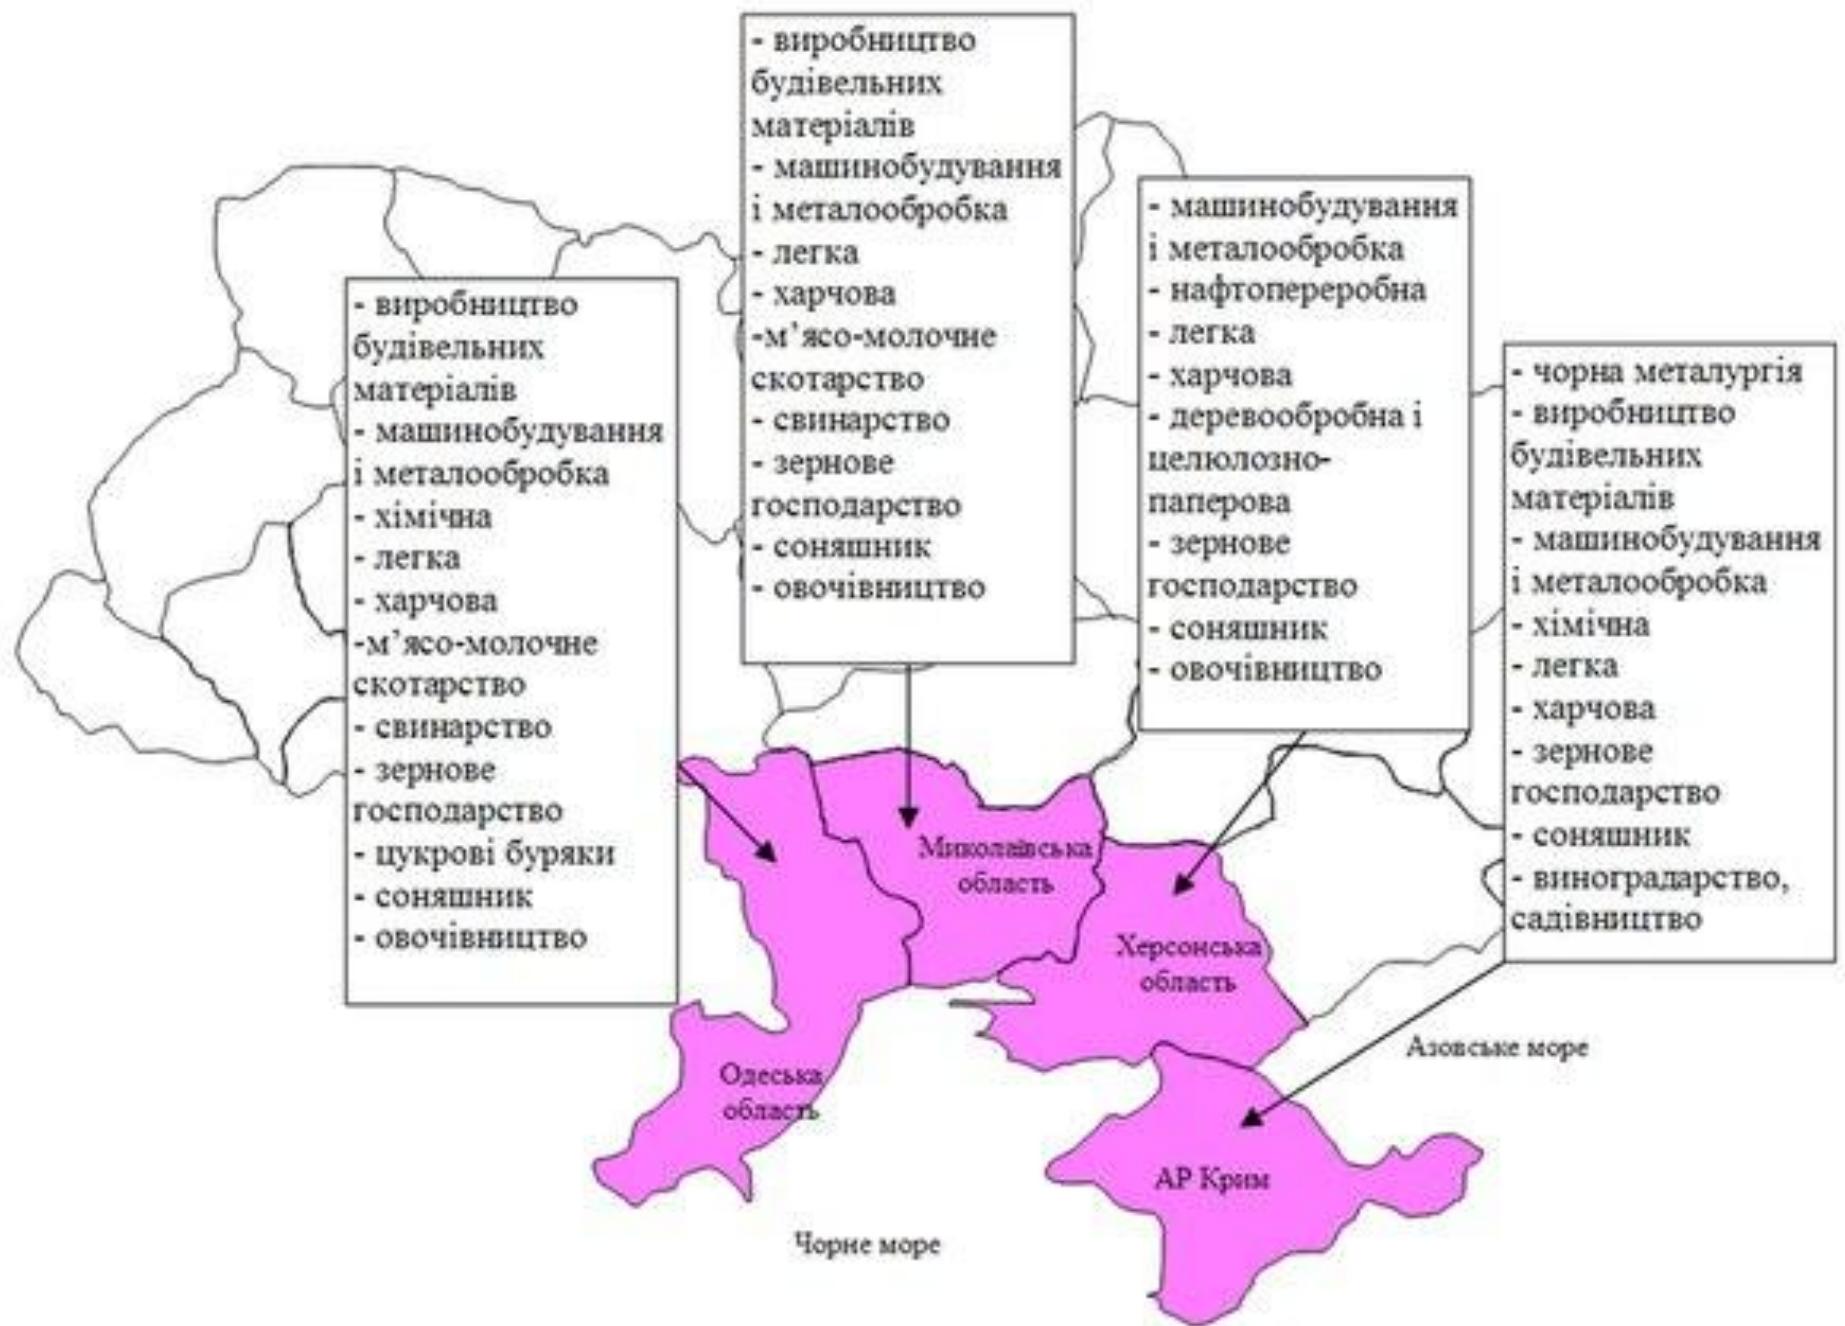 - виробництво
будівельних
матеріалів
- машинобудування
і металообробка
- легка
- харчова
-м’ясо-молочне
скотарство
- свинарство
- зернове
господарство
- соняшник
- овочівництво
- машинобудування
і металообробка
- нафтопереробна
- легка
- харчова
- деревообробна і
целюлозно-
паперова
- зернове
господарство
- соняшник
- овочівництво
- виробництво
будівельних
матеріалів
- машинобудування
і металообробка
- хімічна
- легка
- харчова
-м’ясо-молочне
скотарство
- свинарство
- зернове
господарство
- цукрові буряки
- соняшник
- овочівництво
- чорна металургія
- виробництво
будівельних
матеріалів
- машинобудування
і металообробка
- хімічна
- легка
- харчова
- зернове
господарство
- соняшник
- виноградарство,
садівництво
Миколаївська
область
Херсонська
область
Одеська
область
АР Крим
Азовське море
Чорне море